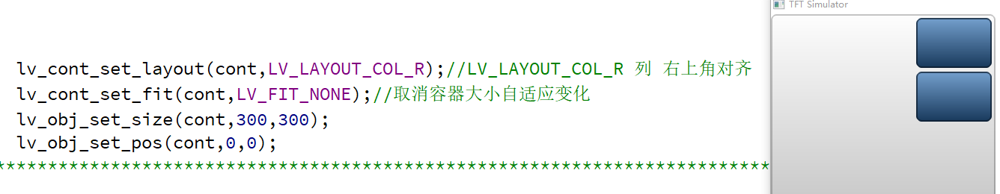 TFT Simulator
lv_cont_set_layout(cont,LV_LAYOUT_COL_R);//LV_LAYOUT_COL_R 列 右上角对齐
lv_cont_set_fit(cont,LV_FIT_NONE);//取消容器大小自适应变化
lv_obj_set_size(cont,300,300);
lv_obj_set_pos(cont,0,0);
**************************************************************************